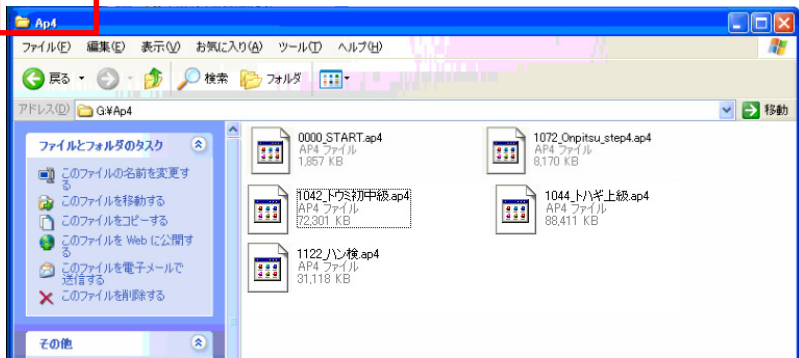 Ap4
ファイル(F) 編集(E) 表示(V) お気に入り(A) ツール(T) ヘルプ(H)
戻る 検索 フォルダ
アドレス(D) G:¥Ap4 移動
ファイルとフォルダのタスク
このファイルの名前を変更す
る
このファイルを移動する
このファイルをコピーする
このファイルを Web に公開す
る
このファイルを電子メールで
送信する
このファイルを削除する
その他
0000_START.ap4
AP4 ファイル
1,857 KB
1072_Onpitsu_step4.ap4
AP4 ファイル
8,170 KB
1042_トウミ初中級.ap4
AP4 ファイル
72,301 KB
1044_トハギ上級.ap4
AP4 ファイル
88,411 KB
1122_ハン検.ap4
AP4 ファイル
31,118 KB